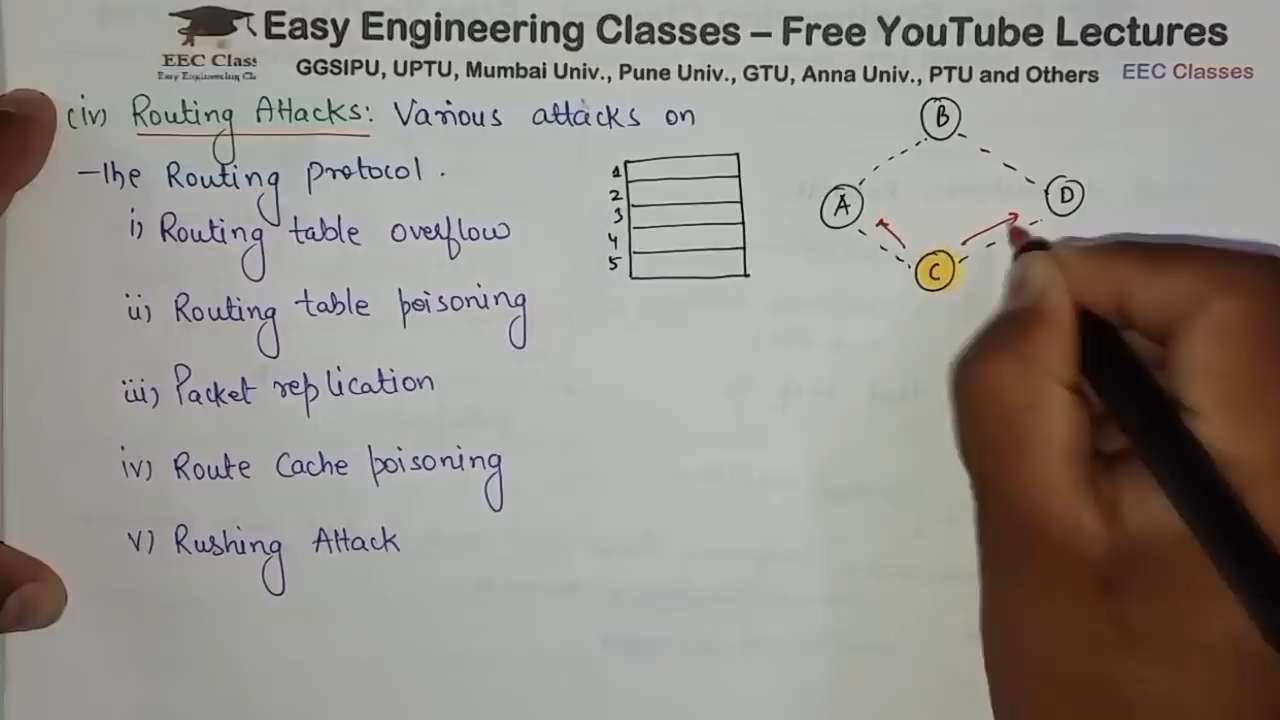 Easy Engineering Classes – Free YouTube Lectures
EEC Class
GGSIPU, UPTU, Mumbai Univ., Pune Univ., GTU, Anna Univ., PTU and Others EEC Classes
(iv) Routing Attacks: Various attacks on
the Routing protocol.
i) Routing table overflow
ii) Routing table poisoning
iii) Packet replication
iv) Route Cache poisoning
v) Rushing Attack
1
2
3
4
5
B
A
D
C